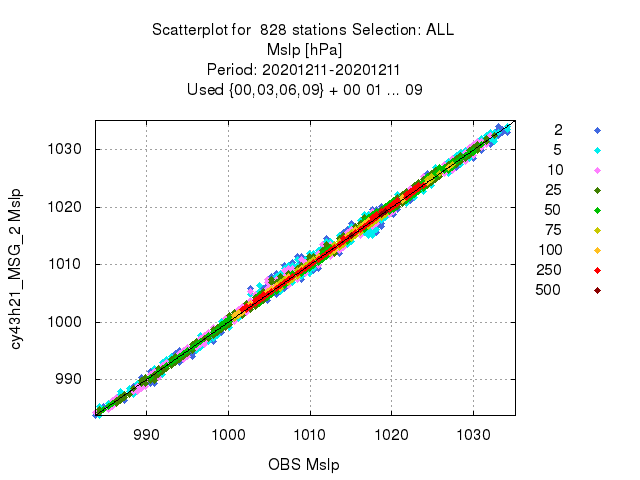 Scatterplot for 828 stations Selection: ALL
Mslp [hPa]
Period: 20201211-20201211
Used {00,03,06,09} + 00 01 ... 09
cy43h21_MSG_2 Mslp
1030
1020
1010
1000
990
990 1000 1010 1020 1030
OBS Mslp
2
5
10
25
50
75
100
250
500